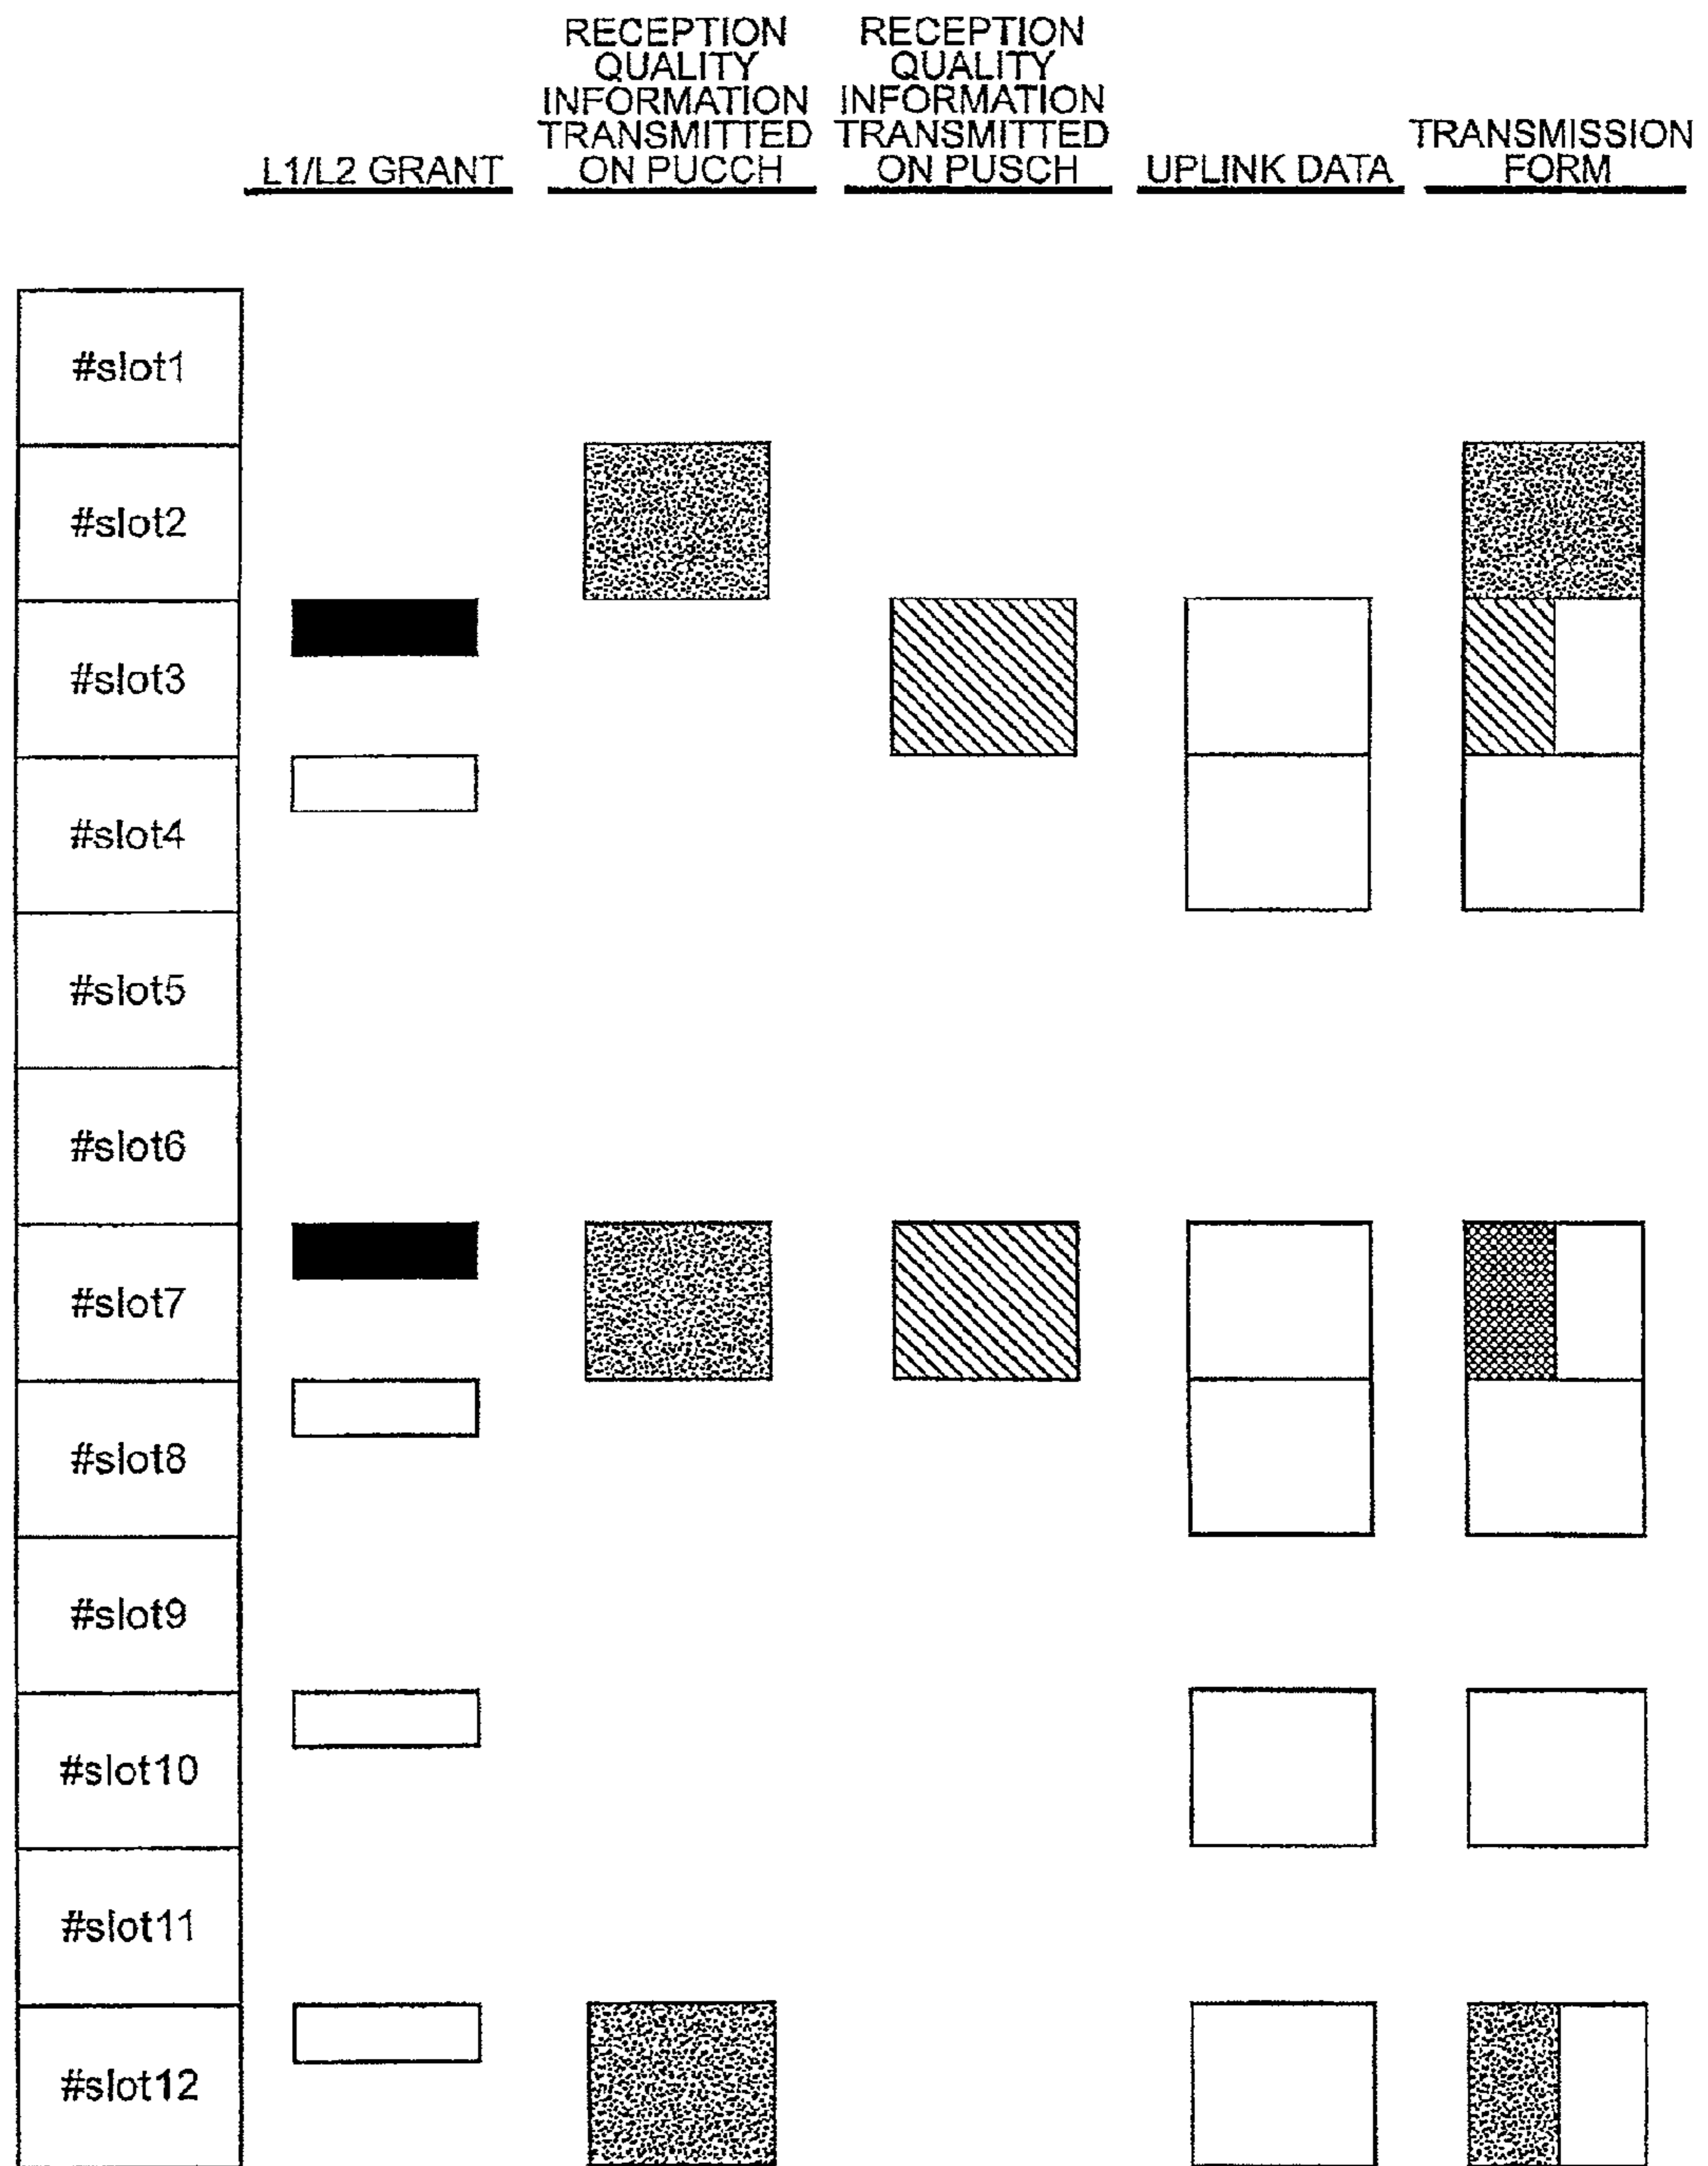 L1/L2 GRANT
RECEPTION
QUALITY
INFORMATION
TRANSMITTED
ON PUCCH
RECEPTION
QUALITY
INFORMATION
TRANSMITTED
ON PUSCH
UPLINK DATA
TRANSMISSION
FORM
#slot1
#slot2
#slot3
#slot4
#slot5
#slot6
#slot7
#slot8
#slot9
#slot10
#slot11
#slot12